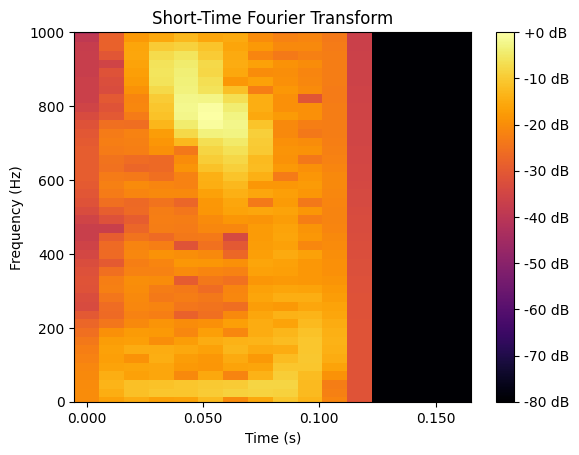 Short-Time Fourier Transform
Frequency (Hz)
1000
800
600
400
200
0
0.000
0.050
0.100
0.150
Time (s)
+0 dB
-10 dB
-20 dB
-30 dB
-40 dB
-50 dB
-60 dB
-70 dB
-80 dB